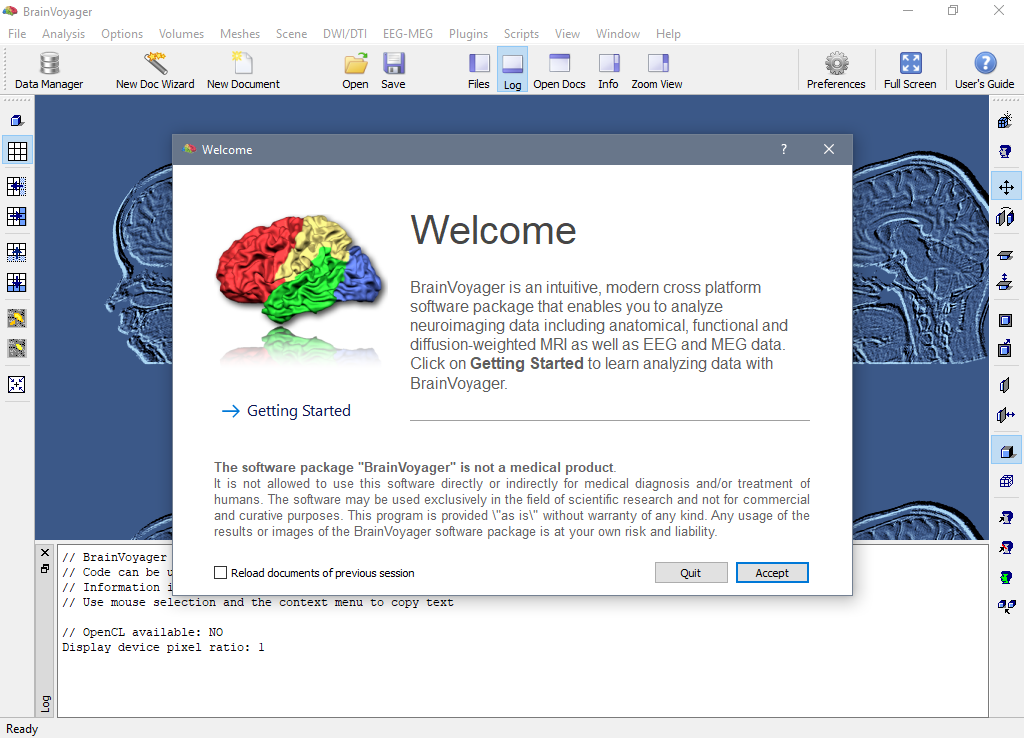 BrainVoyager
File Analysis Options Volumes Meshes Scene DWI/DTI EEG-MEG Plugins Scripts View Window Help
Data Manager New Doc Wizard New Document Open Save Files Log Open Docs Info Zoom View Preferences Full Screen User's Guide
Welcome ?
Welcome
BrainVoyager is an intuitive, modern cross platform
software package that enables you to analyze
neuroimaging data including anatomical, functional and
diffusion-weighted MRI as well as EEG and MEG data.
Click on Getting Started to learn analyzing data with
BrainVoyager.
Getting Started
The software package "BrainVoyager" is not a medical product.
It is not allowed to use this software directly or indirectly for medical diagnosis and/or treatment of
humans. The software may be used exclusively in the field of scientific research and not for commercial
and curative purposes. This program is provided \"as is\" without warranty of any kind. Any usage of the
results or images of the BrainVoyager software package is at your own risk and liability.
Reload documents of previous session Quit Accept
// BrainVoyager
// Code can be
// Information
// Use mouse selection and the context menu to copy text
// OpenCL available: NO
Display device pixel ratio: 1
Log
Ready